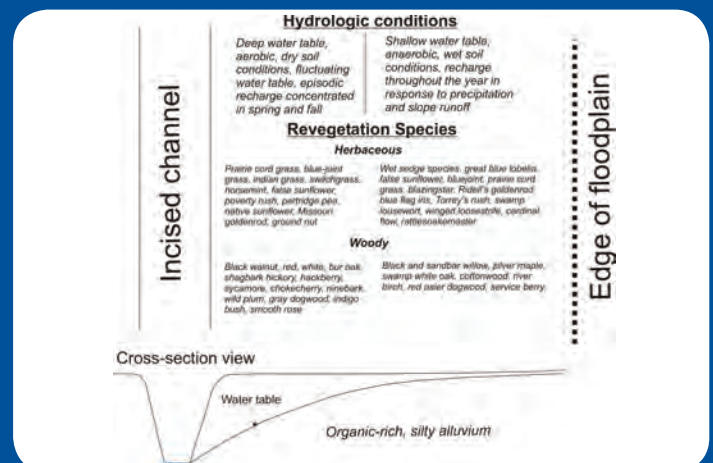 Hydrologic conditions
Incised channel
Deep water table,
aerobic, dry soil
conditions, fluctuating
water table, episodic
recharge concentrated
in spring and fall
Shallow water table,
anaerobic, wet soil
conditions, recharge
throughout the year in
response to precipitation
and slope runoff
Edge of floodplain
Revegetation Species
Herbaceous
Prairie cord grass, blue-joint
grass, indian grass, switchgrass,
horsemint, false sunflower,
poverty rush, partridge pea,
native sunflower, Missouri
goldenrod, ground nut
Wet sedge species, great blue lobelia,
false sunflower, bluejoint, prairie cord
grass, blazingstar, Ridell's goldenrod
blue flag iris, Torrey's rush, swamp
lousewort, winged loosestrife, cardinal
flow, rattlesnakemaster
Woody
Black walnut, red, white, bur oak,
shagbark hickory, hackberry,
sycamore, chokecherry, ninebark,
wild plum, gray dogwood, indigo
bush, smooth rose
Black and sandbar willow, silver maple,
swamp white oak, cottonwood, river
birch, red osier dogwood, service berry
Cross-section view
Water table
Organic-rich, silty alluvium